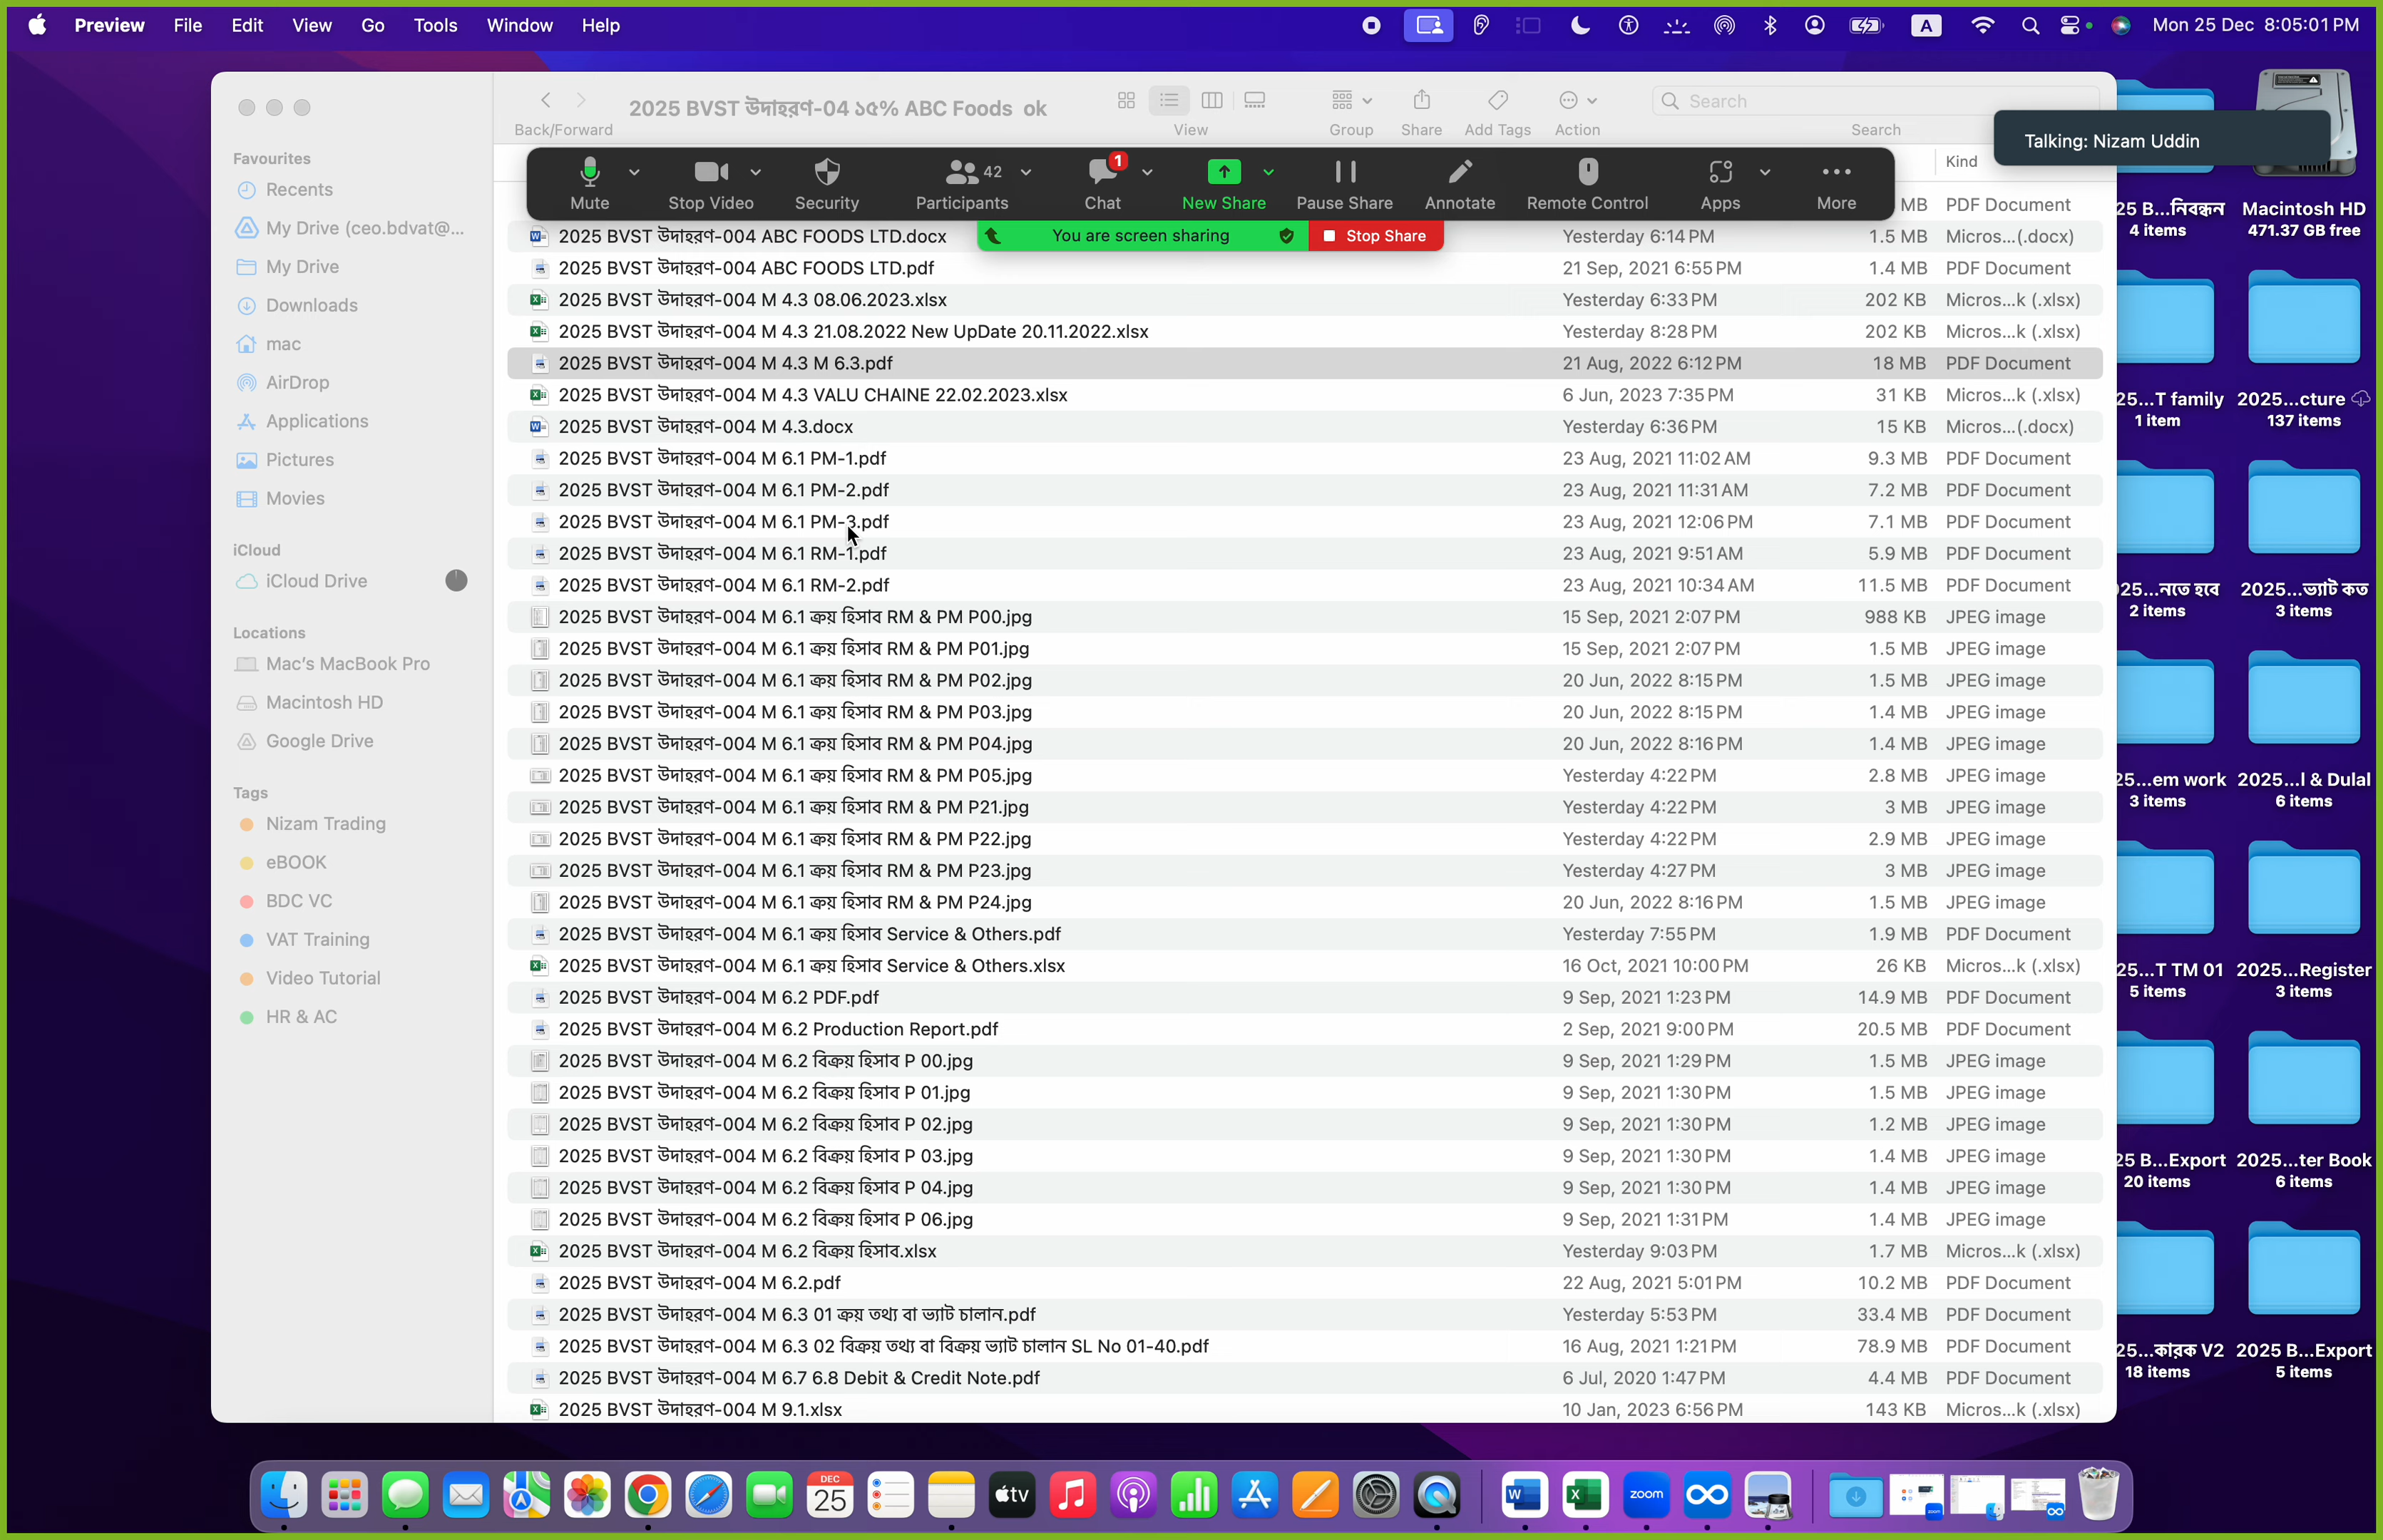 Preview File Edit View Go Tools Window Help A Mon 25 Dec 8:05:01 PM
Back/Forward
2025 BVST উদাহরণ-04 ১৫% ABC Foods ok
View
Group
Share
Add Tags
Action
Search
Search
Talking: Nizam Uddin
Kind
Mute
Stop Video
Security
42
Participants
1
Chat
New Share
Pause Share
Annotate
Remote Control
Apps
More
You are screen sharing
Stop Share
Favourites
Recents
My Drive (ceo.bdvat@...
My Drive
Downloads
mac
AirDrop
Applications
Pictures
Movies
iCloud
iCloud Drive
Locations
Mac's MacBook Pro
Macintosh HD
Google Drive
Tags
Nizam Trading
eBOOK
BDC VC
VAT Training
Video Tutorial
HR & AC
MB PDF Document
2025 BVST উদাহরণ-004 ABC FOODS LTD.docx Yesterday 6:14 PM 1.5 MB Micros...(.docx)
2025 BVST উদাহরণ-004 ABC FOODS LTD.pdf 21 Sep, 2021 6:55 PM 1.4 MB PDF Document
2025 BVST উদাহরণ-004 M 4.3 08.06.2023.xlsx Yesterday 6:33 PM 202 KB Micros...k (.xlsx)
2025 BVST উদাহরণ-004 M 4.3 21.08.2022 New UpDate 20.11.2022.xlsx Yesterday 8:28 PM 202 KB Micros...k (.xlsx)
2025 BVST উদাহরণ-004 M 4.3 M 6.3.pdf 21 Aug, 2022 6:12 PM 18 MB PDF Document
2025 BVST উদাহরণ-004 M 4.3 VALU CHAINE 22.02.2023.xlsx 6 Jun, 2023 7:35 PM 31 KB Micros...k (.xlsx)
2025 BVST উদাহরণ-004 M 4.3.docx Yesterday 6:36 PM 15 KB Micros...(.docx)
2025 BVST উদাহরণ-004 M 6.1 PM-1.pdf 23 Aug, 2021 11:02 AM 9.3 MB PDF Document
2025 BVST উদাহরণ-004 M 6.1 PM-2.pdf 23 Aug, 2021 11:31 AM 7.2 MB PDF Document
2025 BVST উদাহরণ-004 M 6.1 PM-3.pdf 23 Aug, 2021 12:06 PM 7.1 MB PDF Document
2025 BVST উদাহরণ-004 M 6.1 RM-1.pdf 23 Aug, 2021 9:51 AM 5.9 MB PDF Document
2025 BVST উদাহরণ-004 M 6.1 RM-2.pdf 23 Aug, 2021 10:34 AM 11.5 MB PDF Document
2025 BVST উদাহরণ-004 M 6.1 ক্রয় হিসাব RM & PM P00.jpg 15 Sep, 2021 2:07 PM 988 KB JPEG image
2025 BVST উদাহরণ-004 M 6.1 ক্রয় হিসাব RM & PM P01.jpg 15 Sep, 2021 2:07 PM 1.5 MB JPEG image
2025 BVST উদাহরণ-004 M 6.1 ক্রয় হিসাব RM & PM P02.jpg 20 Jun, 2022 8:15 PM 1.5 MB JPEG image
2025 BVST উদাহরণ-004 M 6.1 ক্রয় হিসাব RM & PM P03.jpg 20 Jun, 2022 8:15 PM 1.4 MB JPEG image
2025 BVST উদাহরণ-004 M 6.1 ক্রয় হিসাব RM & PM P04.jpg 20 Jun, 2022 8:16 PM 1.4 MB JPEG image
2025 BVST উদাহরণ-004 M 6.1 ক্রয় হিসাব RM & PM P05.jpg Yesterday 4:22 PM 2.8 MB JPEG image
2025 BVST উদাহরণ-004 M 6.1 ক্রয় হিসাব RM & PM P21.jpg Yesterday 4:22 PM 3 MB JPEG image
2025 BVST উদাহরণ-004 M 6.1 ক্রয় হিসাব RM & PM P22.jpg Yesterday 4:22 PM 2.9 MB JPEG image
2025 BVST উদাহরণ-004 M 6.1 ক্রয় হিসাব RM & PM P23.jpg Yesterday 4:27 PM 3 MB JPEG image
2025 BVST উদাহরণ-004 M 6.1 ক্রয় হিসাব RM & PM P24.jpg 20 Jun, 2022 8:16 PM 1.5 MB JPEG image
2025 BVST উদাহরণ-004 M 6.1 ক্রয় হিসাব Service & Others.pdf Yesterday 7:55 PM 1.9 MB PDF Document
2025 BVST উদাহরণ-004 M 6.1 ক্রয় হিসাব Service & Others.xlsx 16 Oct, 2021 10:00 PM 26 KB Micros...k (.xlsx)
2025 BVST উদাহরণ-004 M 6.2 PDF.pdf 9 Sep, 2021 1:23 PM 14.9 MB PDF Document
2025 BVST উদাহরণ-004 M 6.2 Production Report.pdf 2 Sep, 2021 9:00 PM 20.5 MB PDF Document
2025 BVST উদাহরণ-004 M 6.2 বিক্রয় হিসাব P 00.jpg 9 Sep, 2021 1:29 PM 1.5 MB JPEG image
2025 BVST উদাহরণ-004 M 6.2 বিক্রয় হিসাব P 01.jpg 9 Sep, 2021 1:30 PM 1.5 MB JPEG image
2025 BVST উদাহরণ-004 M 6.2 বিক্রয় হিসাব P 02.jpg 9 Sep, 2021 1:30 PM 1.2 MB JPEG image
2025 BVST উদাহরণ-004 M 6.2 বিক্রয় হিসাব P 03.jpg 9 Sep, 2021 1:30 PM 1.4 MB JPEG image
2025 BVST উদাহরণ-004 M 6.2 বিক্রয় হিসাব P 04.jpg 9 Sep, 2021 1:30 PM 1.4 MB JPEG image
2025 BVST উদাহরণ-004 M 6.2 বিক্রয় হিসাব P 06.jpg 9 Sep, 2021 1:31 PM 1.4 MB JPEG image
2025 BVST উদাহরণ-004 M 6.2 বিক্রয় হিসাব.xlsx Yesterday 9:03 PM 1.7 MB Micros...k (.xlsx)
2025 BVST উদাহরণ-004 M 6.2.pdf 22 Aug, 2021 5:01 PM 10.2 MB PDF Document
2025 BVST উদাহরণ-004 M 6.3 01 ক্রয় তথ্য বা ভ্যাট চালান.pdf Yesterday 5:53 PM 33.4 MB PDF Document
2025 BVST উদাহরণ-004 M 6.3 02 বিক্রয় তথ্য বা বিক্রয় ভ্যাট চালান SL No 01-40.pdf 16 Aug, 2021 1:21 PM 78.9 MB PDF Document
2025 BVST উদাহরণ-004 M 6.7 6.8 Debit & Credit Note.pdf 6 Jul, 2020 1:47 PM 4.4 MB PDF Document
2025 BVST উদাহরণ-004 M 9.1.xlsx 10 Jan, 2023 6:56 PM 143 KB Micros...k (.xlsx)
25 B...নিবন্ধন Macintosh HD
4 items 471.37 GB free
25...T family 2025...cture
1 item 137 items
25...নতে হবে 2025...ভ্যাট কত
2 items 3 items
25...em work 2025...l & Dulal
3 items 6 items
25...T TM 01 2025...Register
5 items 3 items
25 B...Export 2025...ter Book
20 items 6 items
25...কারক V2 2025 B...Export
18 items 5 items
DEC
25
tv
W
X
zoom